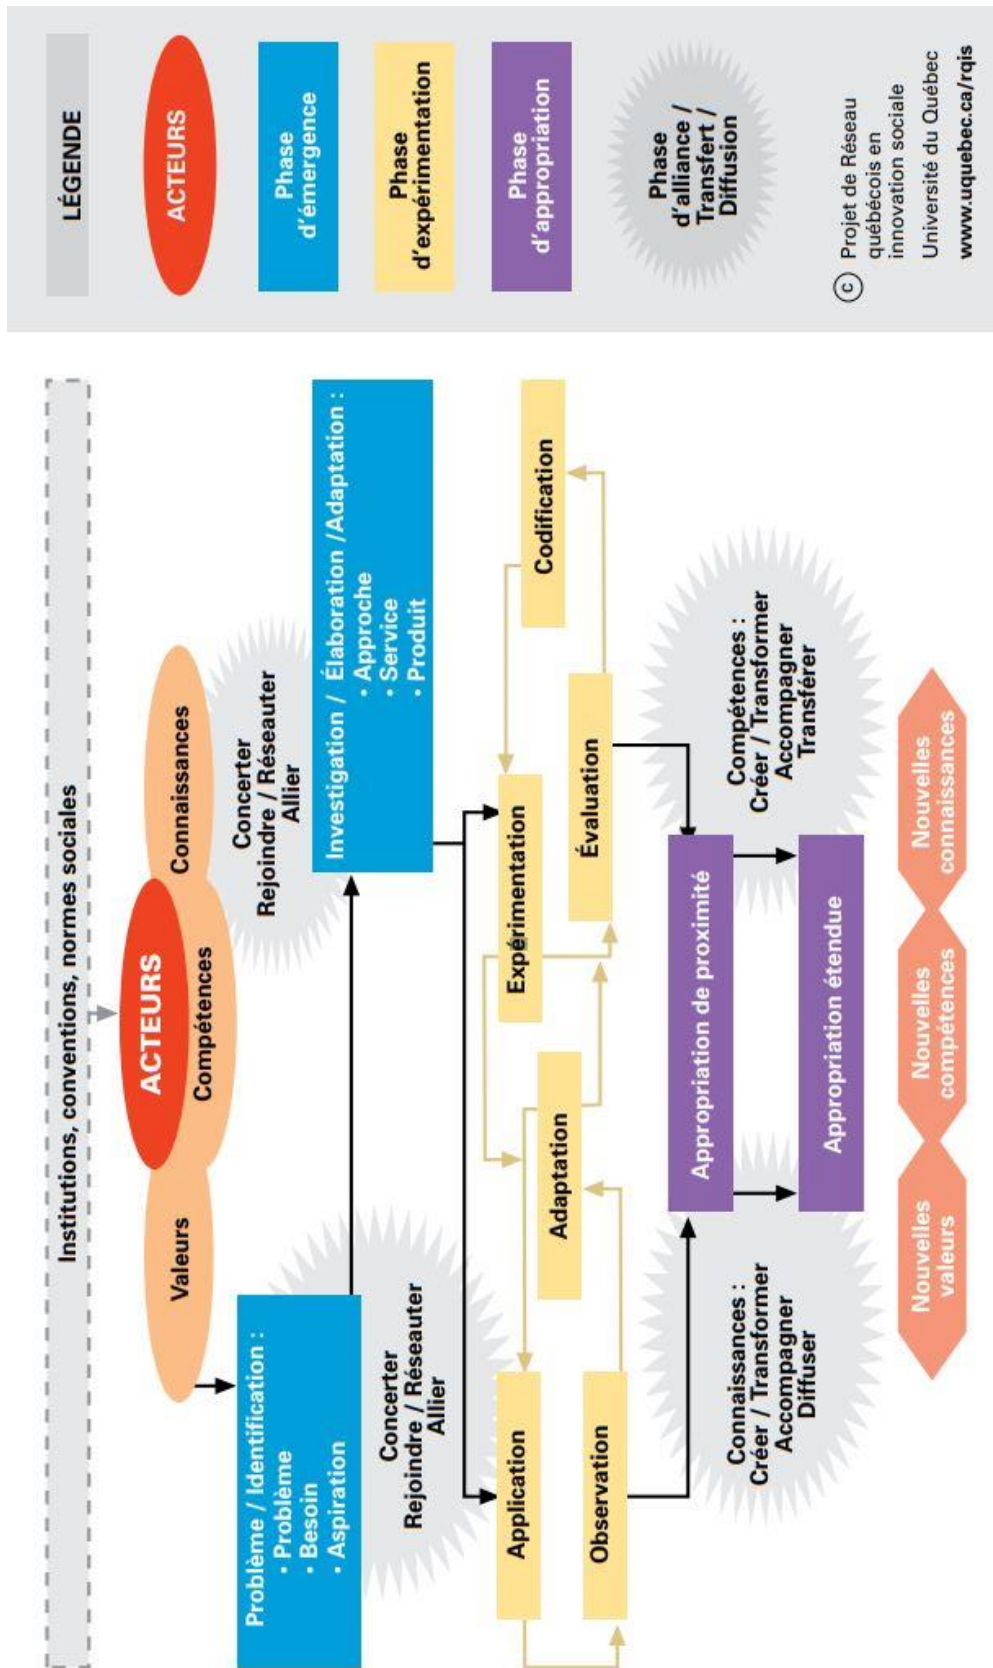 Institutions, conventions, normes sociales
ACTEURS
Valeurs
Compétences
Connaissances
Problème / Identification :
• Problème
• Besoin
• Aspiration
Concerter
Rejoindre / Réseauter
Allier
Concerter
Rejoindre / Réseauter
Allier
Investigation / Élaboration /Adaptation :
• Approche
• Service
• Produit
Application
Observation
Adaptation
Expérimentation
Évaluation
Codification
Connaissances :
Créer / Transformer
Accompagner
Diffuser
Appropriation de proximité
Appropriation étendue
Compétences :
Créer / Transformer
Accompagner
Transférer
Nouvelles
valeurs
Nouvelles
compétences
Nouvelles
connaissances
LÉGENDE
ACTEURS
Phase
d'émergence
Phase
d'expérimentation
Phase
d'appropriation
Phase
d'alliance /
Transfert /
Diffusion
© Projet de Réseau
québécois en
innovation sociale
Université du Québec
www.uquebec.ca/rqis